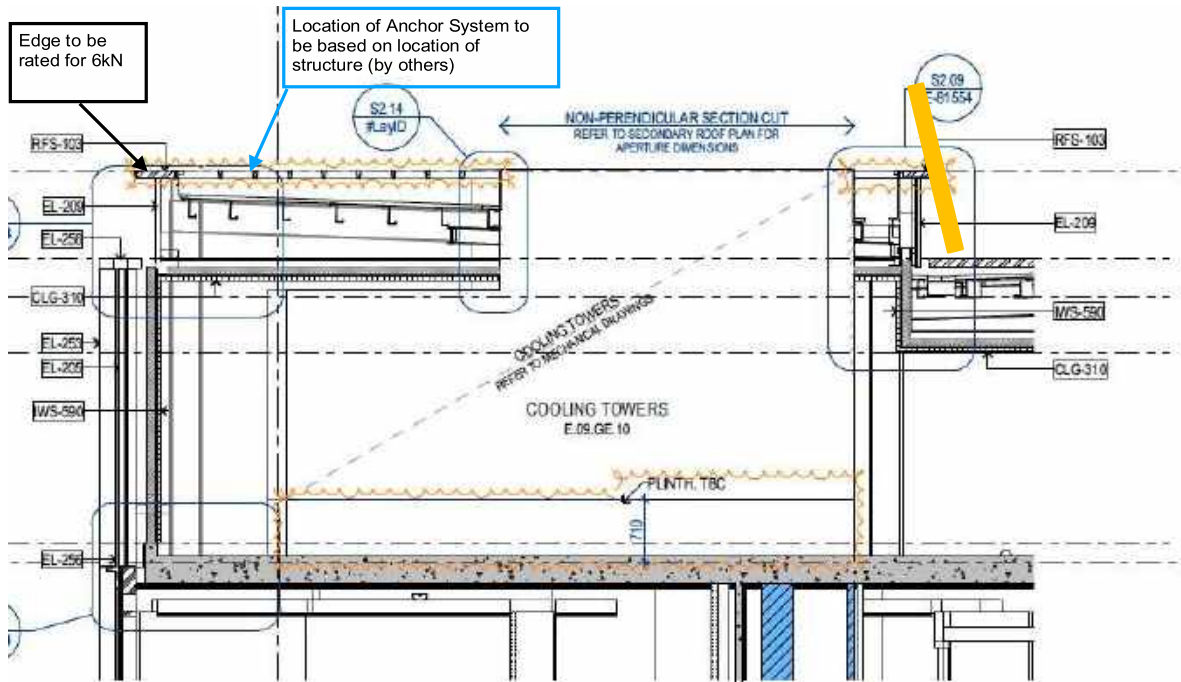 Edge to be
rated for 6kN
Location of Anchor System to
be based on location of
structure (by others)
S2.14
#LayID
NON-PERENDICULAR SECTION CUT
REFER TO SECONDARY ROOF PLAN FOR
APERTURE DIMENSIONS
S2.09
E-81554
RFS-103
RFS-103
EL-209
EL-209
EL-256
CLG-310
IWS-590
EL-253
EL-205
CLG-310
IWS-590
COOLING TOWERS
REFER TO MECHANICAL DRAWINGS
COOLING TOWERS
E.09.GE.10
PLINTH. TBC
710
EL-256